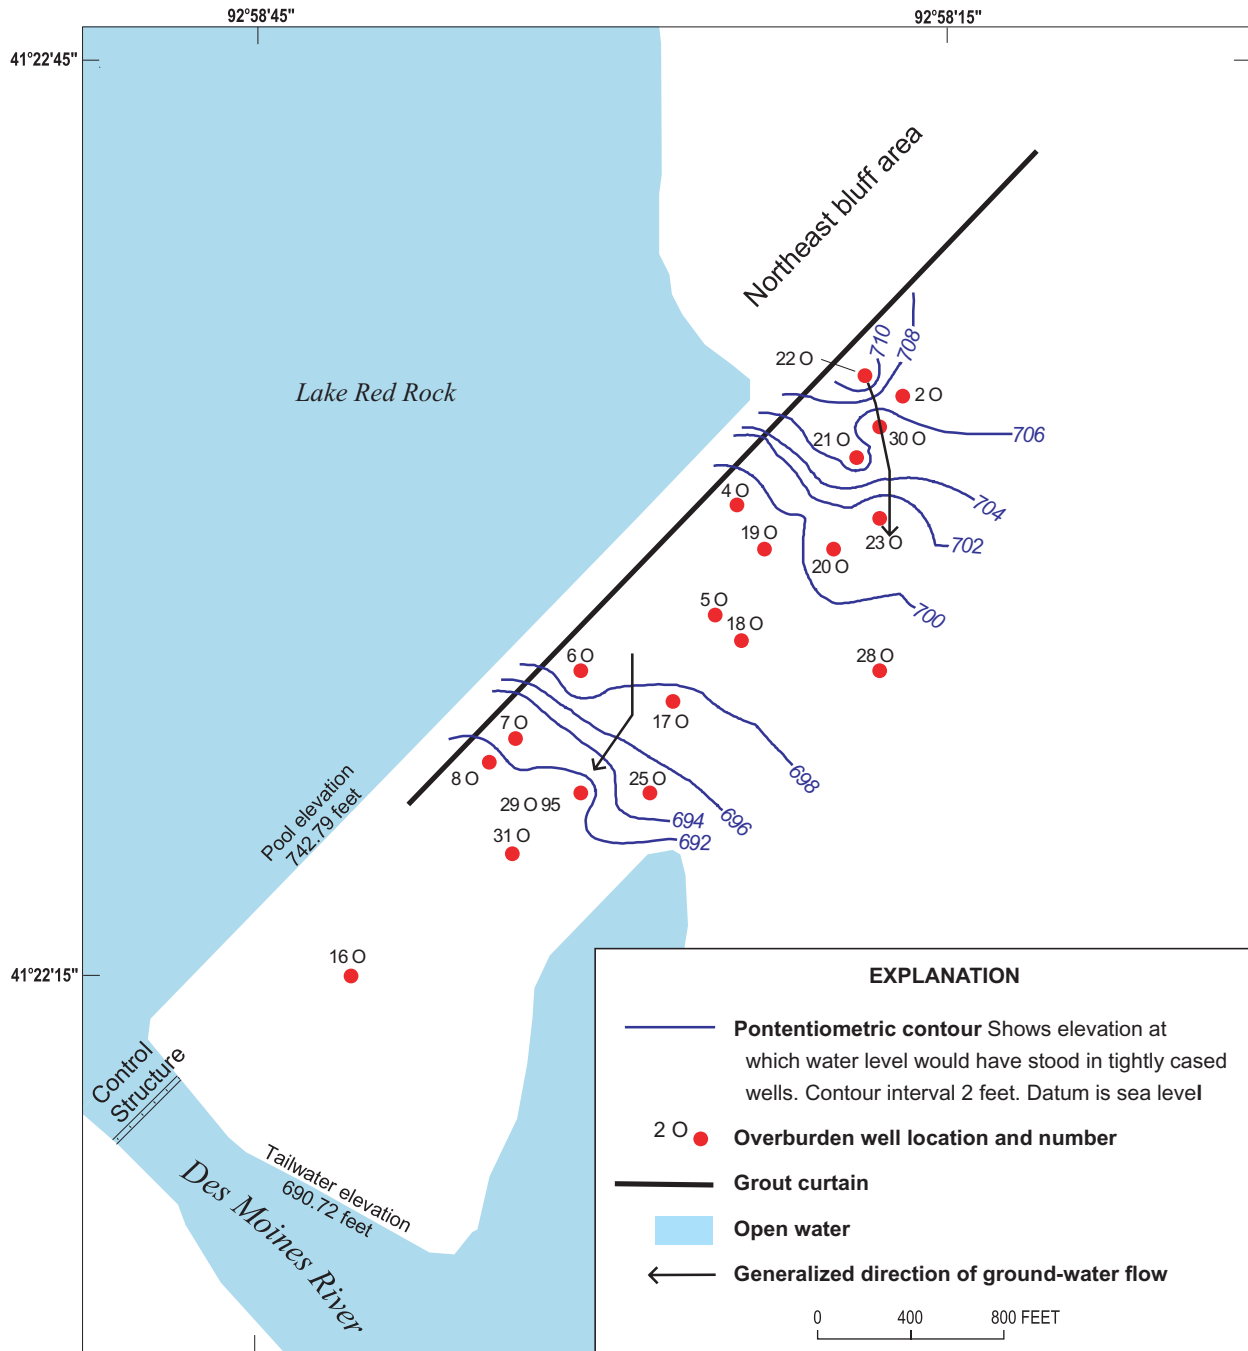 92°58'45"
92°58'15"
41°22'45"
Northeast bluff area
Lake Red Rock
710
708
22 O
2 O
706
30 O
21 O
704
4 O
702
23 O
19 O
20 O
700
5 O
18 O
6 O
28 O
17 O
7 O
698
8 O
25 O
29 O 95
696
694
692
31 O
Pool elevation
742.79 feet
16 O
41°22'15"
Control
Structure
Tailwater elevation
690.72 feet
Des Moines River
EXPLANATION
Pontentiometric contour Shows elevation at
which water level would have stood in tightly cased
wells. Contour interval 2 feet. Datum is sea level
2 O Overburden well location and number
Grout curtain
Open water
Generalized direction of ground-water flow
0 400 800 FEET